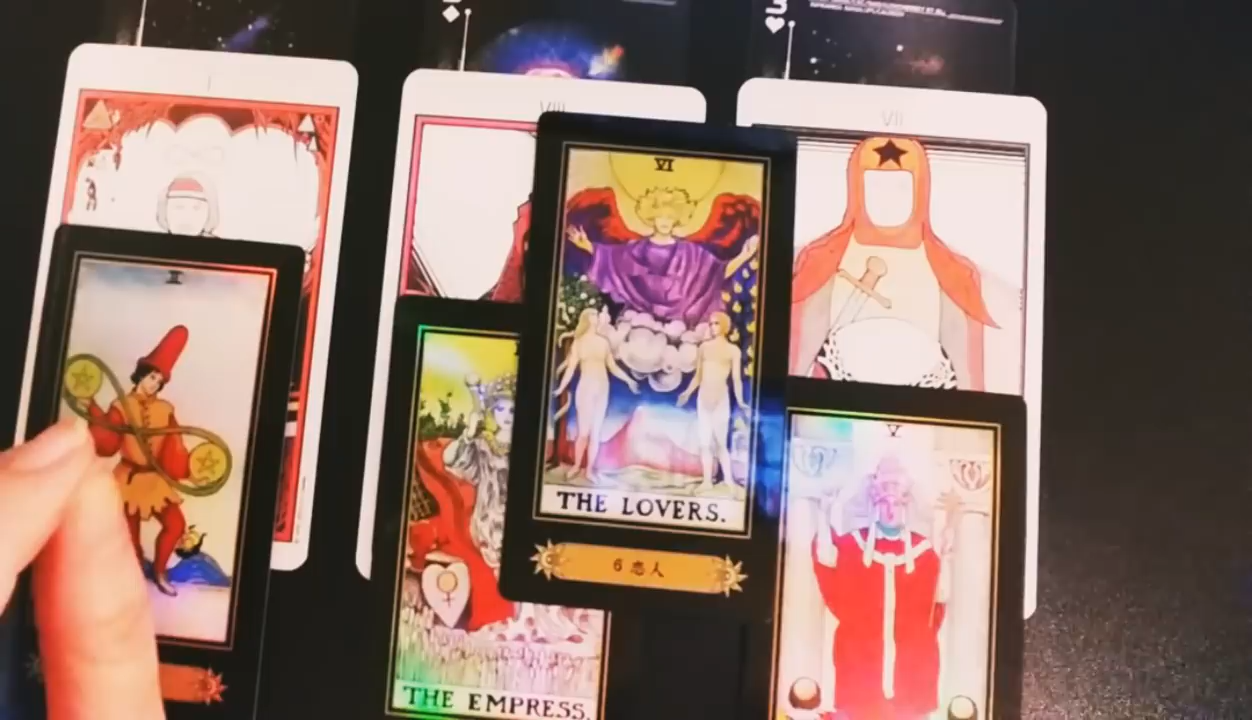 I
VIII
VII
VI
II
V
THE LOVERS.
6 恋人
THE EMPRESS.